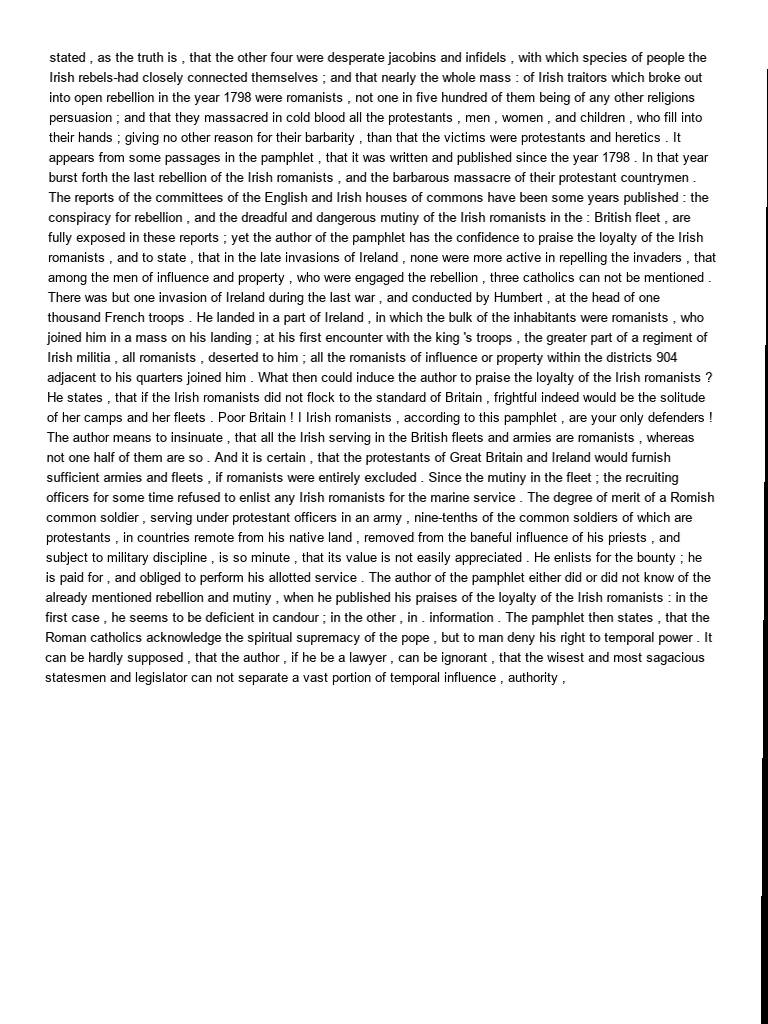 stated , as the truth is , that the other four were desperate jacobins and infidels , with which species of people the
Irish rebels-had closely connected themselves ; and that nearly the whole mass : of Irish traitors which broke out
into open rebellion in the year 1798 were romanists , not one in five hundred of them being of any other religions
persuasion ; and that they massacred in cold blood all the protestants , men , women , and children , who fill into
their hands ; giving no other reason for their barbarity , than that the victims were protestants and heretics . It
appears from some passages in the pamphlet , that it was written and published since the year 1798 . In that year
burst forth the last rebellion of the Irish romanists , and the barbarous massacre of their protestant countrymen .
The reports of the committees of the English and Irish houses of commons have been some years published : the
conspiracy for rebellion , and the dreadful and dangerous mutiny of the Irish romanists in the : British fleet , are
fully exposed in these reports ; yet the author of the pamphlet has the confidence to praise the loyalty of the Irish
romanists , and to state , that in the late invasions of Ireland , none were more active in repelling the invaders , that
among the men of influence and property , who were engaged the rebellion , three catholics can not be mentioned .
There was but one invasion of Ireland during the last war , and conducted by Humbert , at the head of one
thousand French troops . He landed in a part of Ireland , in which the bulk of the inhabitants were romanists , who
joined him in a mass on his landing ; at his first encounter with the king 's troops , the greater part of a regiment of
Irish militia , all romanists , deserted to him ; all the romanists of influence or property within the districts 904
adjacent to his quarters joined him . What then could induce the author to praise the loyalty of the Irish romanists ?
He states , that if the Irish romanists did not flock to the standard of Britain , frightful indeed would be the solitude
of her camps and her fleets . Poor Britain ! I Irish romanists , according to this pamphlet , are your only defenders !
The author means to insinuate , that all the Irish serving in the British fleets and armies are romanists , whereas
not one half of them are so . And it is certain , that the protestants of Great Britain and Ireland would furnish
sufficient armies and fleets , if romanists were entirely excluded . Since the mutiny in the fleet ; the recruiting
officers for some time refused to enlist any Irish romanists for the marine service . The degree of merit of a Romish
common soldier , serving under protestant officers in an army , nine-tenths of the common soldiers of which are
protestants , in countries remote from his native land , removed from the baneful influence of his priests , and
subject to military discipline , is so minute , that its value is not easily appreciated . He enlists for the bounty ; he
is paid for , and obliged to perform his allotted service . The author of the pamphlet either did or did not know of the
already mentioned rebellion and mutiny , when he published his praises of the loyalty of the Irish romanists : in the
first case , he seems to be deficient in candour ; in the other , in . information . The pamphlet then states , that the
Roman catholics acknowledge the spiritual supremacy of the pope , but to man deny his right to temporal power . It
can be hardly supposed , that the author , if he be a lawyer , can be ignorant , that the wisest and most sagacious
statesmen and legislator can not separate a vast portion of temporal influence , authority ,